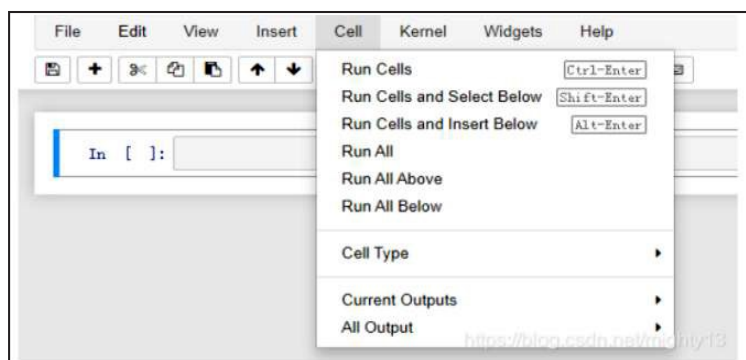 File Edit View Insert Cell Kernel Widgets Help
Run Cells Ctrl-Enter
Run Cells and Select Below Shift-Enter
Run Cells and Insert Below Alt-Enter
In [ ]:
Run All
Run All Above
Run All Below
Cell Type
Current Outputs
All Output
https://blog.csdn.net/mighty13